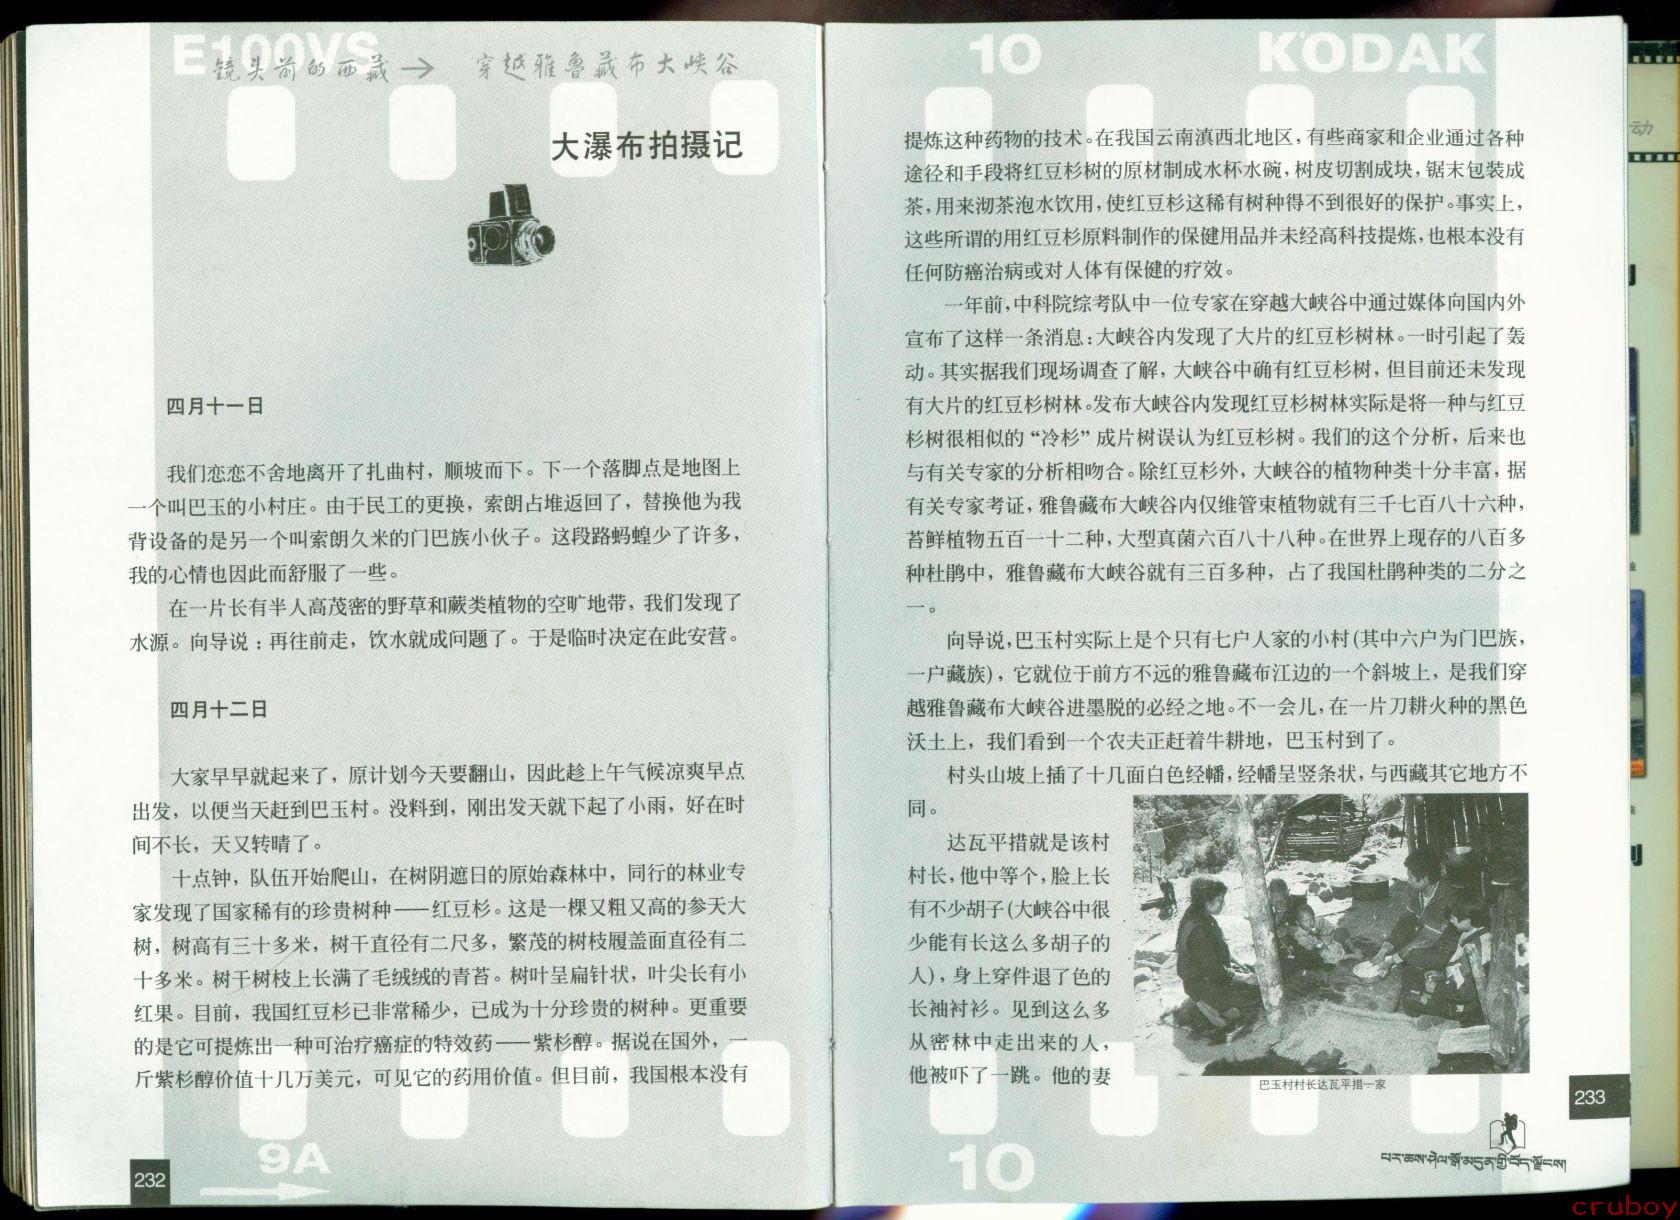 E100VS
镜头前的西藏→ 穿越雅鲁藏布大峡谷
大瀑布拍摄记
四月十一日
我们恋恋不舍地离开了扎曲村，顺坡而下。下一个落脚点是地图上
一个叫巴玉的小村庄。由于民工的更换，索朗占堆返回了，替换他为我
背设备的是另一个叫索朗久米的门巴族小伙子。这段路蚂蝗少了许多，
我的心情也因此而舒服了一些。
在一片长有半人高茂密的野草和蕨类植物的空旷地带，我们发现了
水源。向导说：再往前走，饮水就成问题了。于是临时决定在此安营。
四月十二日
大家早早就起来了，原计划今天要翻山，因此趁上午气候凉爽早点
出发，以便当天赶到巴玉村。没料到，刚出发天就下起了小雨，好在时
间不长，天又转晴了。
十点钟，队伍开始爬山，在树阴遮日的原始森林中，同行的林业专
家发现了国家稀有的珍贵树种——红豆杉。这是一棵又粗又高的参天大
树，树高有三十多米，树干直径有二尺多，繁茂的树枝履盖面直径有二
十多米。树干树枝上长满了毛绒绒的青苔。树叶呈扁针状，叶尖长有小
红果。目前，我国红豆杉已非常稀少，已成为十分珍贵的树种。更重要
的是它可提炼出一种可治疗癌症的特效药——紫杉醇。据说在国外，一
斤紫杉醇价值十几万美元，可见它的药用价值。但目前，我国根本没有
9A
232
10 KODAK
提炼这种药物的技术。在我国云南滇西北地区，有些商家和企业通过各种
途径和手段将红豆杉树的原材制成水杯水碗，树皮切割成块，锯末包装成
茶，用来沏茶泡水饮用，使红豆杉这稀有树种得不到很好的保护。事实上，
这些所谓的用红豆杉原料制作的保健用品并未经高科技提炼，也根本没有
任何防癌治病或对人体有保健的疗效。
一年前，中科院综考队中一位专家在穿越大峡谷中通过媒体向国内外
宣布了这样一条消息：大峡谷内发现了大片的红豆杉树林。一时引起了轰
动。其实据我们现场调查了解，大峡谷中确有红豆杉树，但目前还未发现
有大片的红豆杉树林。发布大峡谷内发现红豆杉树林实际是将一种与红豆
杉树很相似的“冷杉”成片树误认为红豆杉树。我们的这个分析，后来也
与有关专家的分析相吻合。除红豆杉外，大峡谷的植物种类十分丰富，据
有关专家考证，雅鲁藏布大峡谷内仅维管束植物就有三千七百八十六种，
苔鲜植物五百一十二种，大型真菌六百八十八种。在世界上现存的八百多
种杜鹃中，雅鲁藏布大峡谷就有三百多种，占了我国杜鹃种类的二分之
一。
向导说，巴玉村实际上是个只有七户人家的小村（其中六户为门巴族，
一户藏族），它就位于前方不远的雅鲁藏布江边的一个斜坡上，是我们穿
越雅鲁藏布大峡谷进墨脱的必经之地。不一会儿，在一片刀耕火种的黑色
沃土上，我们看到一个农夫正赶着牛耕地，巴玉村到了。
村头山坡上插了十几面白色经幡，经幡呈竖条状，与西藏其它地方不
同。
达瓦平措就是该村
村长，他中等个，脸上长
有不少胡子（大峡谷中很
少能有长这么多胡子的
人），身上穿件退了色的
长袖衬衫。见到这么多
从密林中走出来的人，
他被吓了一跳。他的妻
巴玉村村长达瓦平措一家
233
10
动
cruboy